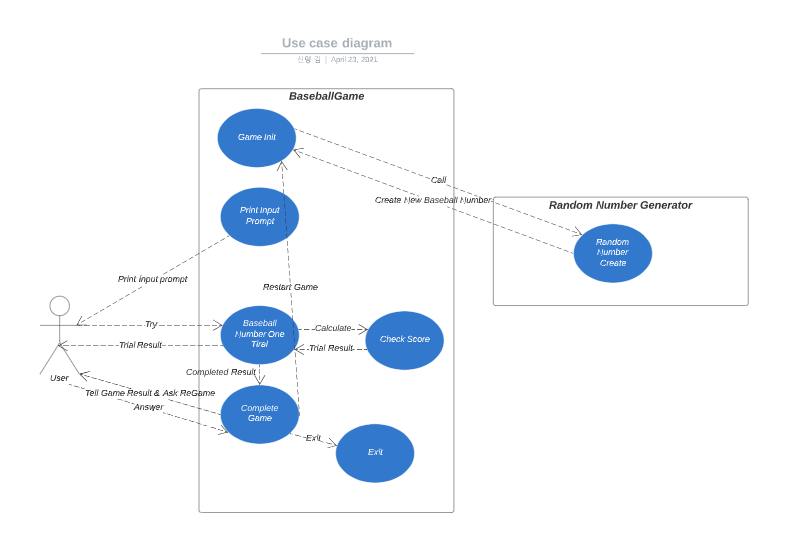 Use case diagram
신영 김 | April 23, 2021
BaseballGame
Game Init
Call
Create New Baseball Number
Random Number Generator
Random
Number
Create
Print Input
Prompt
Print input prompt
Restart Game
Try
Baseball
Number One
Tiral
Calculate
Check Score
Trial Result
Trial Result
Completed Result
User
Tell Game Result & Ask ReGame
Answer
Complete
Game
Exit
Exit